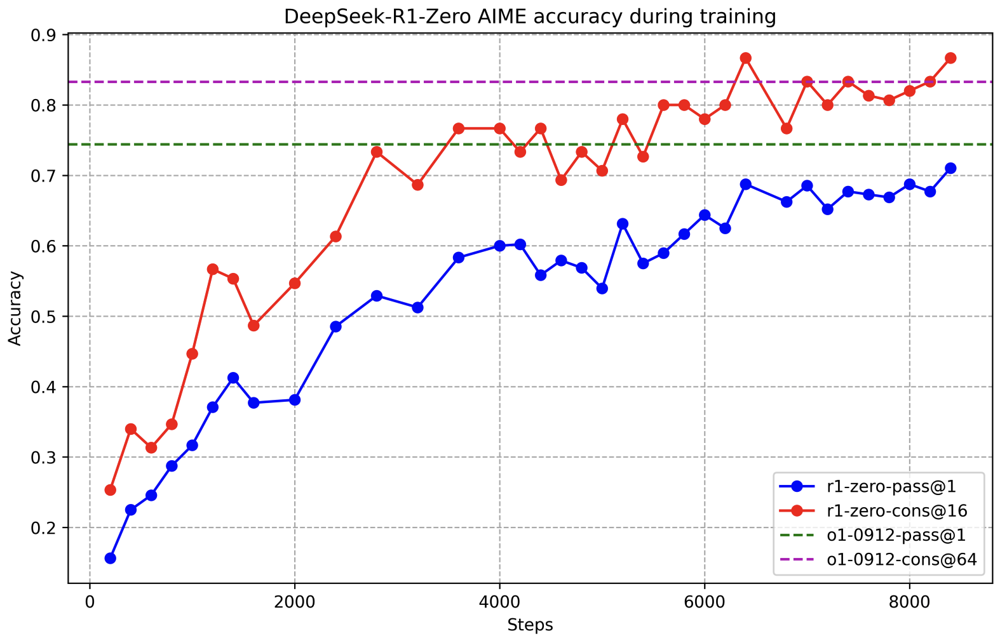 DeepSeek-R1-Zero AIME accuracy during training
0.9
0.8
0.7
0.6
0.5
0.4
0.3
0.2
Accuracy
0 2000 4000 6000 8000
Steps
r1-zero-pass@1
r1-zero-cons@16
o1-0912-pass@1
o1-0912-cons@64